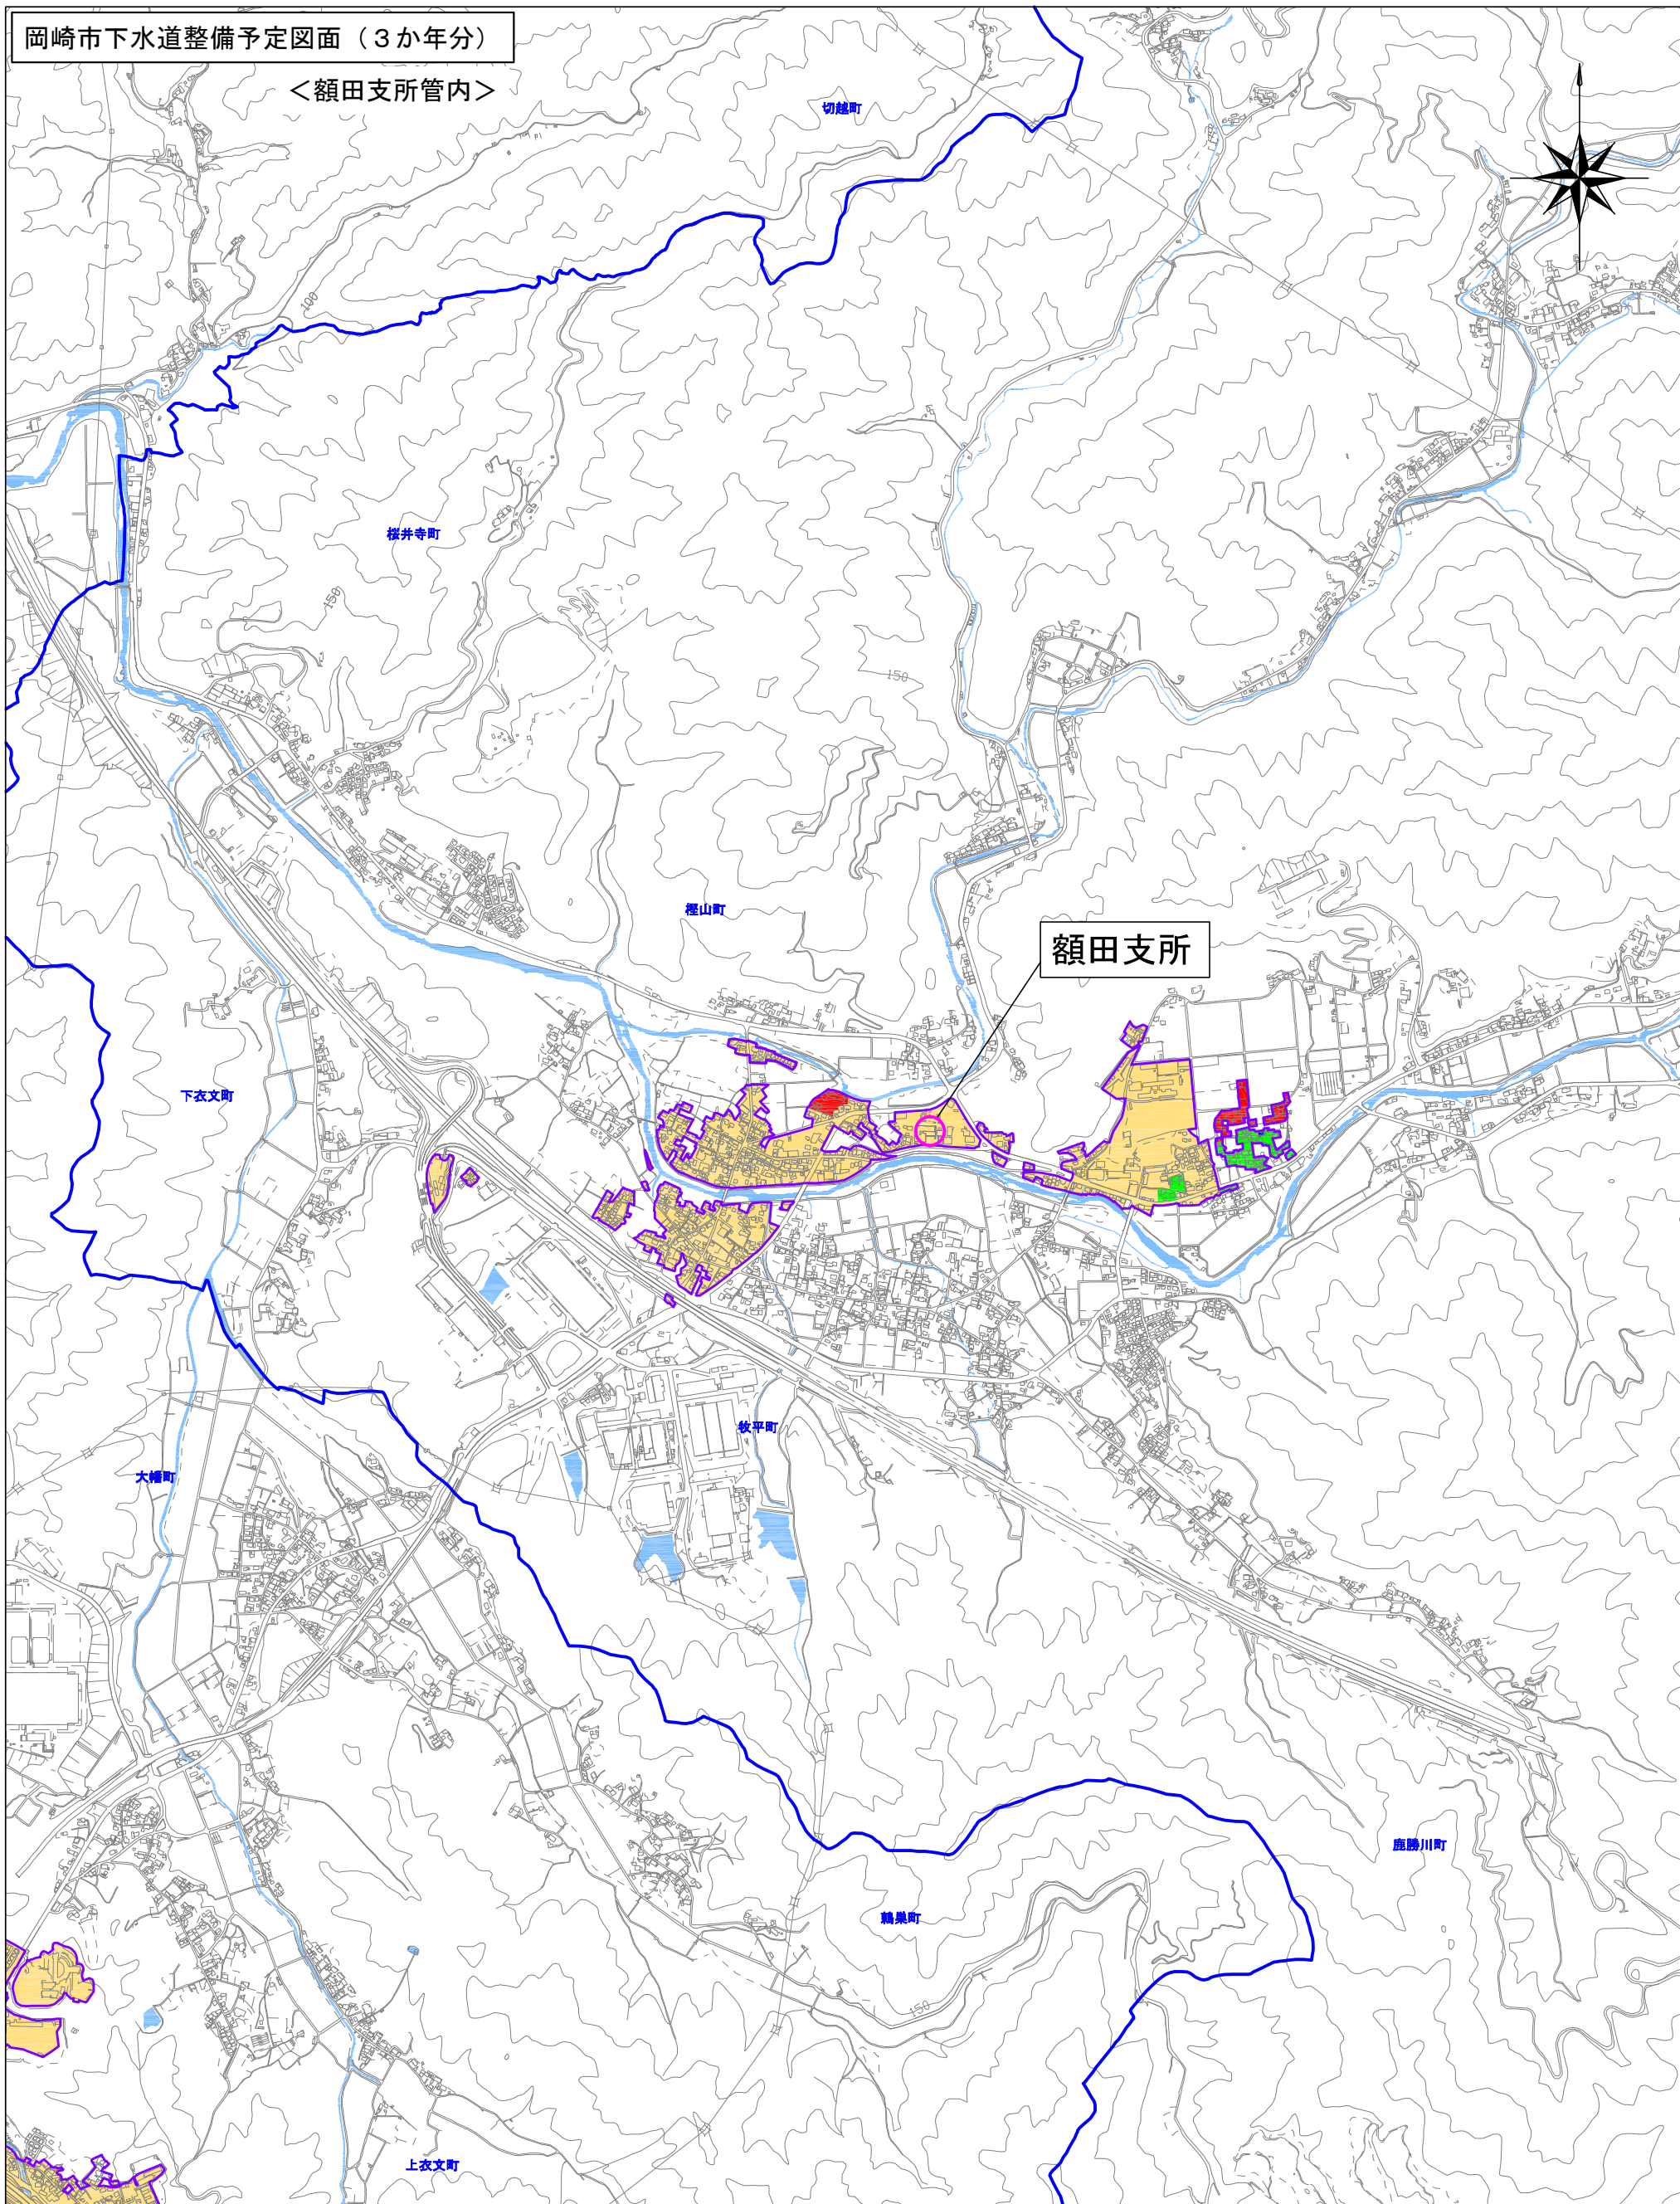 岡崎市下水道整備予定図面（３か年分）
＜額田支所管内＞
切越町
100
桜井寺町
150
150
樫山町
額田支所
下衣文町
牧平町
大幡町
鹿勝川町
鶇巣町
150
上衣文町